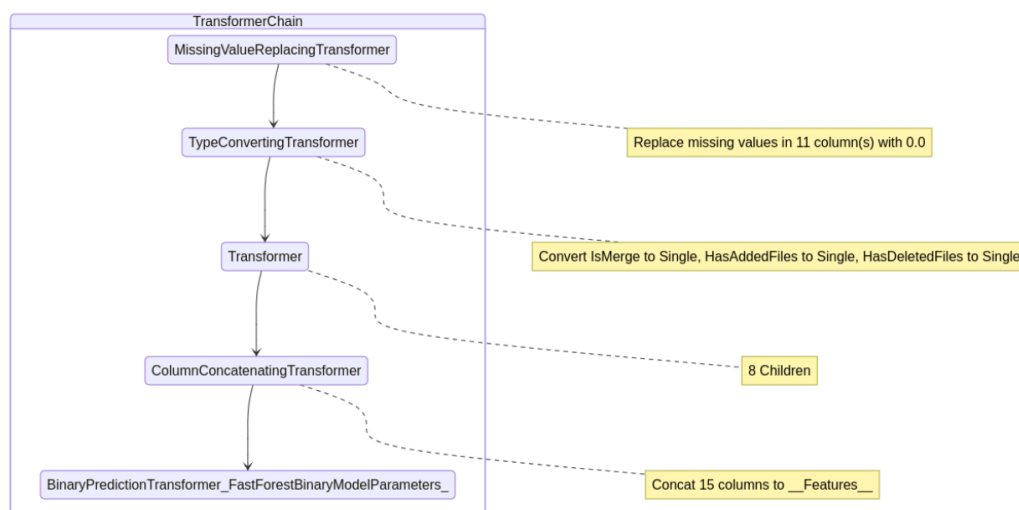 TransformerChain
MissingValueReplacingTransformer
TypeConvertingTransformer
Replace missing values in 11 column(s) with 0.0
Transformer
Convert IsMerge to Single, HasAddedFiles to Single, HasDeletedFiles to Single
ColumnConcatenatingTransformer
8 Children
BinaryPredictionTransformer_FastForestBinaryModelParameters_
Concat 15 columns to __Features__